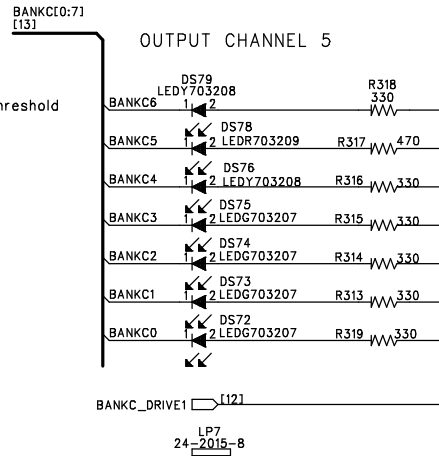 BANKC[0:7]
[13]
OUTPUT CHANNEL 5
hreshold
DS79
LEDY703208
R318
330
BANKC6 1 2
DS78
BANKC5 1 2 LEDR703209 R317 470
DS76
BANKC4 1 2 LEDY703208 R316 330
DS75
BANKC3 1 2 LEDG703207 R315 330
DS74
BANKC2 1 2 LEDG703207 R314 330
DS73
BANKC1 1 2 LEDG703207 R313 330
DS72
BANKC0 1 2 LEDG703207 R319 330
BANKC_DRIVE1 [12]
LP7
24-2015-8